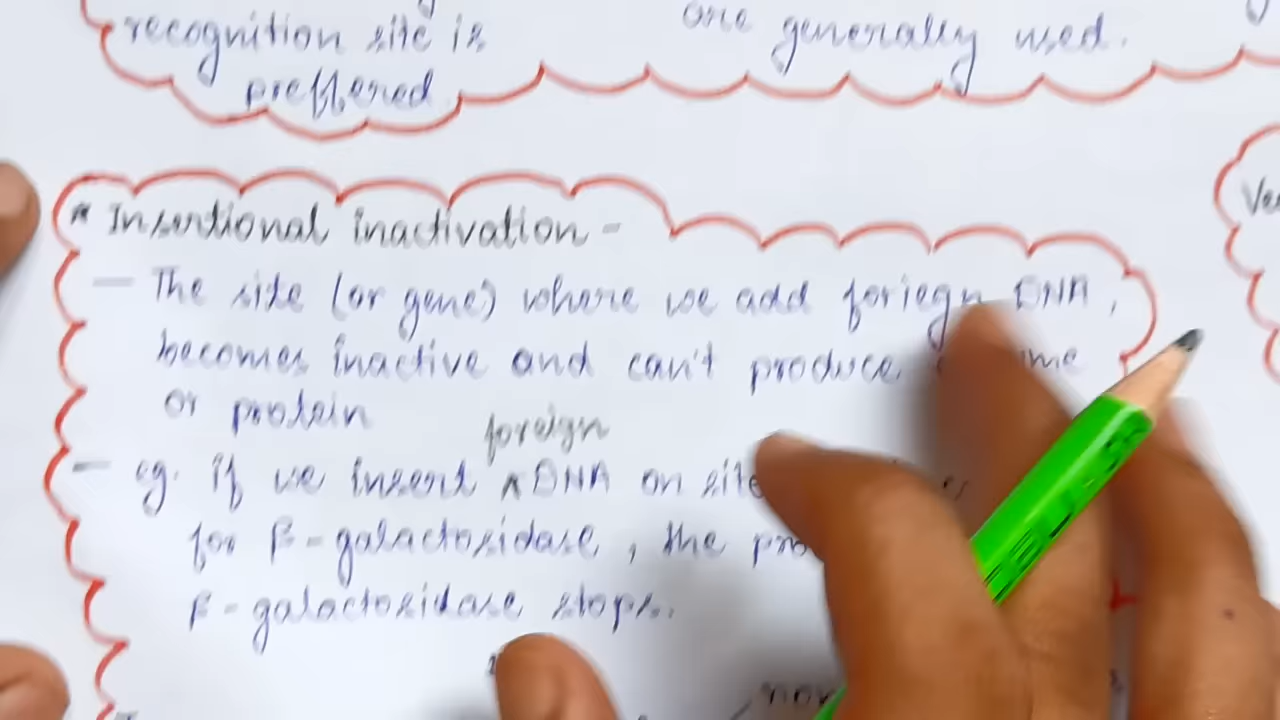 recognition site is
preffered
are generally used.
* Insertional inactivation -
— The site (or gene) where we add foriegn DNA,
becomes inactive and can't produce
or protein
foreign
— eg. if we insert ∧ DNA on site
for β-galactosidase, the
β-galactosidase stops.